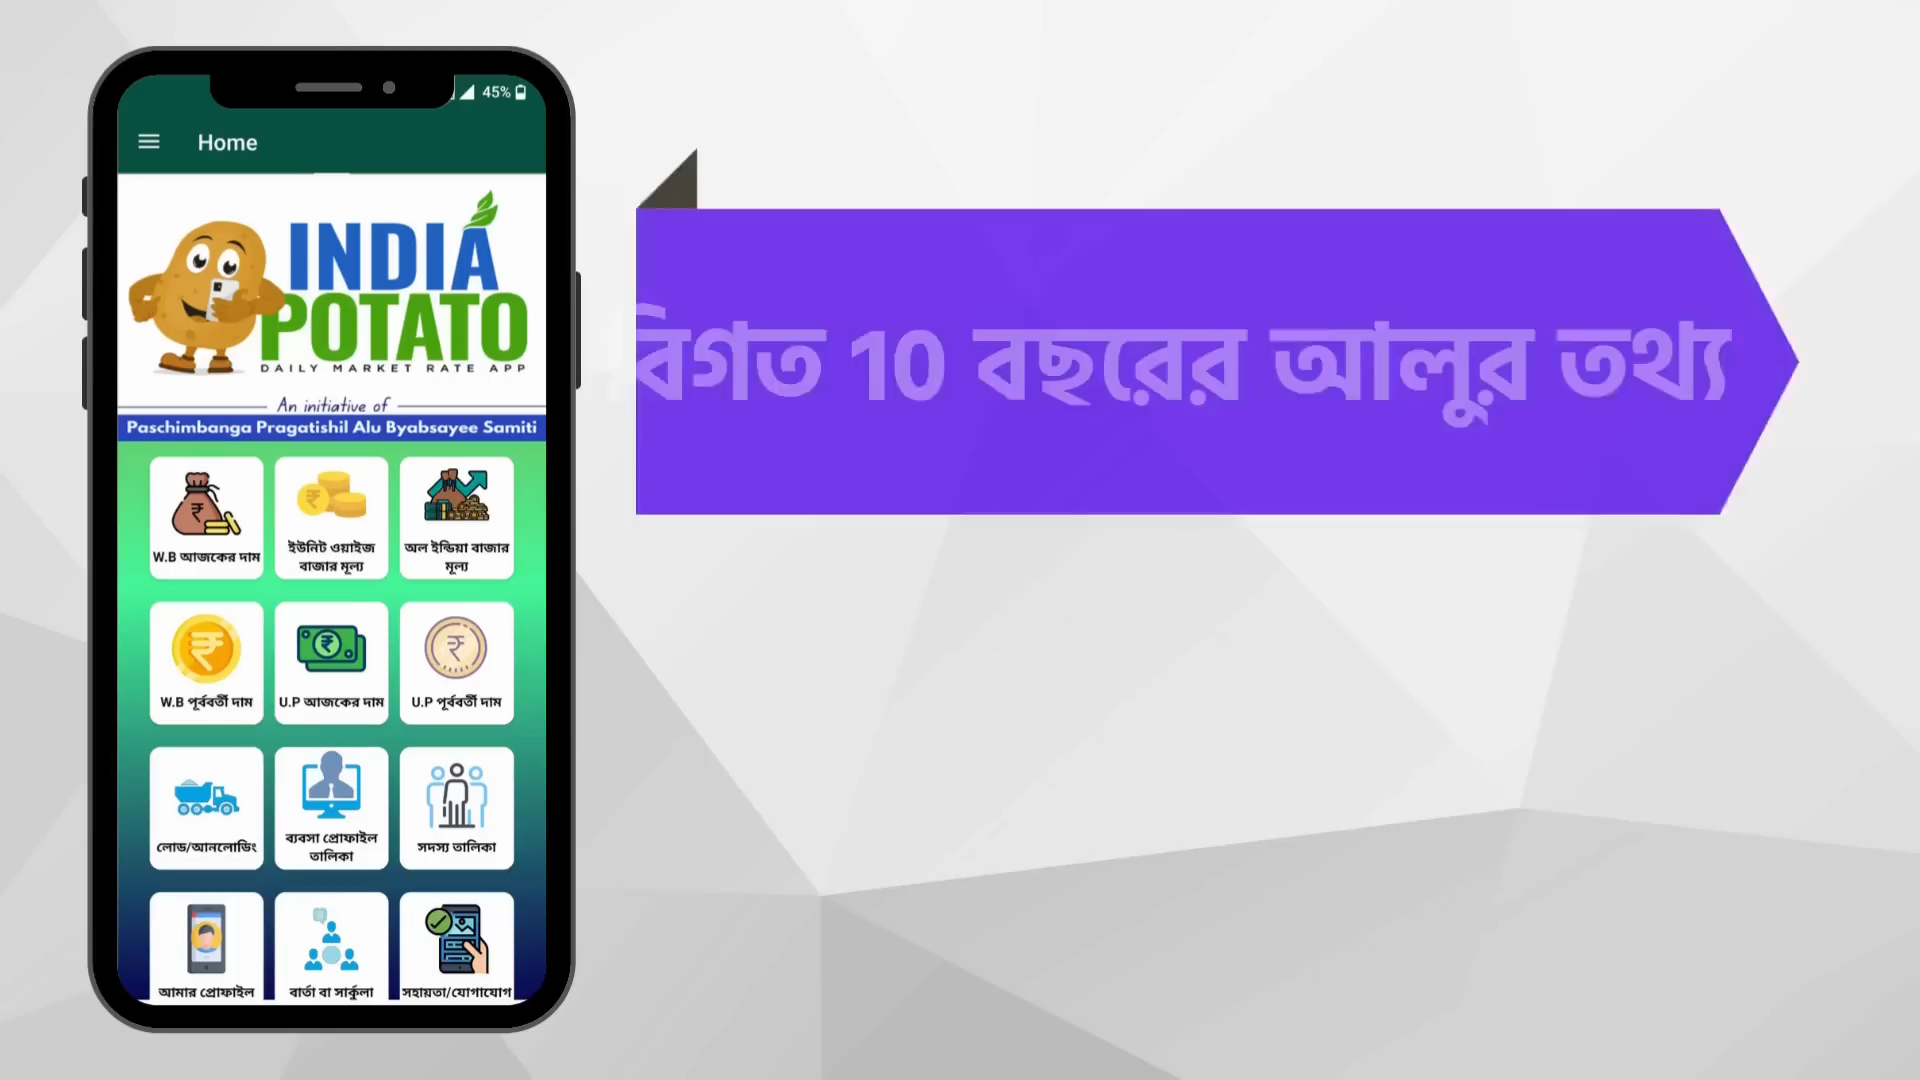 45%
Home
INDIA
POTATO
DAILY MARKET RATE APP
An initiative of
Paschimbanga Pragatishil Alu Byabsayee Samiti
W.B আজকের দাম
ইউনিট ওয়াইজ
বাজার মূল্য
অল ইন্ডিয়া বাজার
মূল্য
W.B পূর্ববর্তী দাম
U.P আজকের দাম
U.P পূর্ববর্তী দাম
লোড/আনলোডিং
ব্যবসা প্রোফাইল
তালিকা
সদস্য তালিকা
আমার প্রোফাইল
বার্তা বা সার্কুলা
সহায়তা/যোগাযোগ
বিগত 10 বছরের আলুর তথ্য